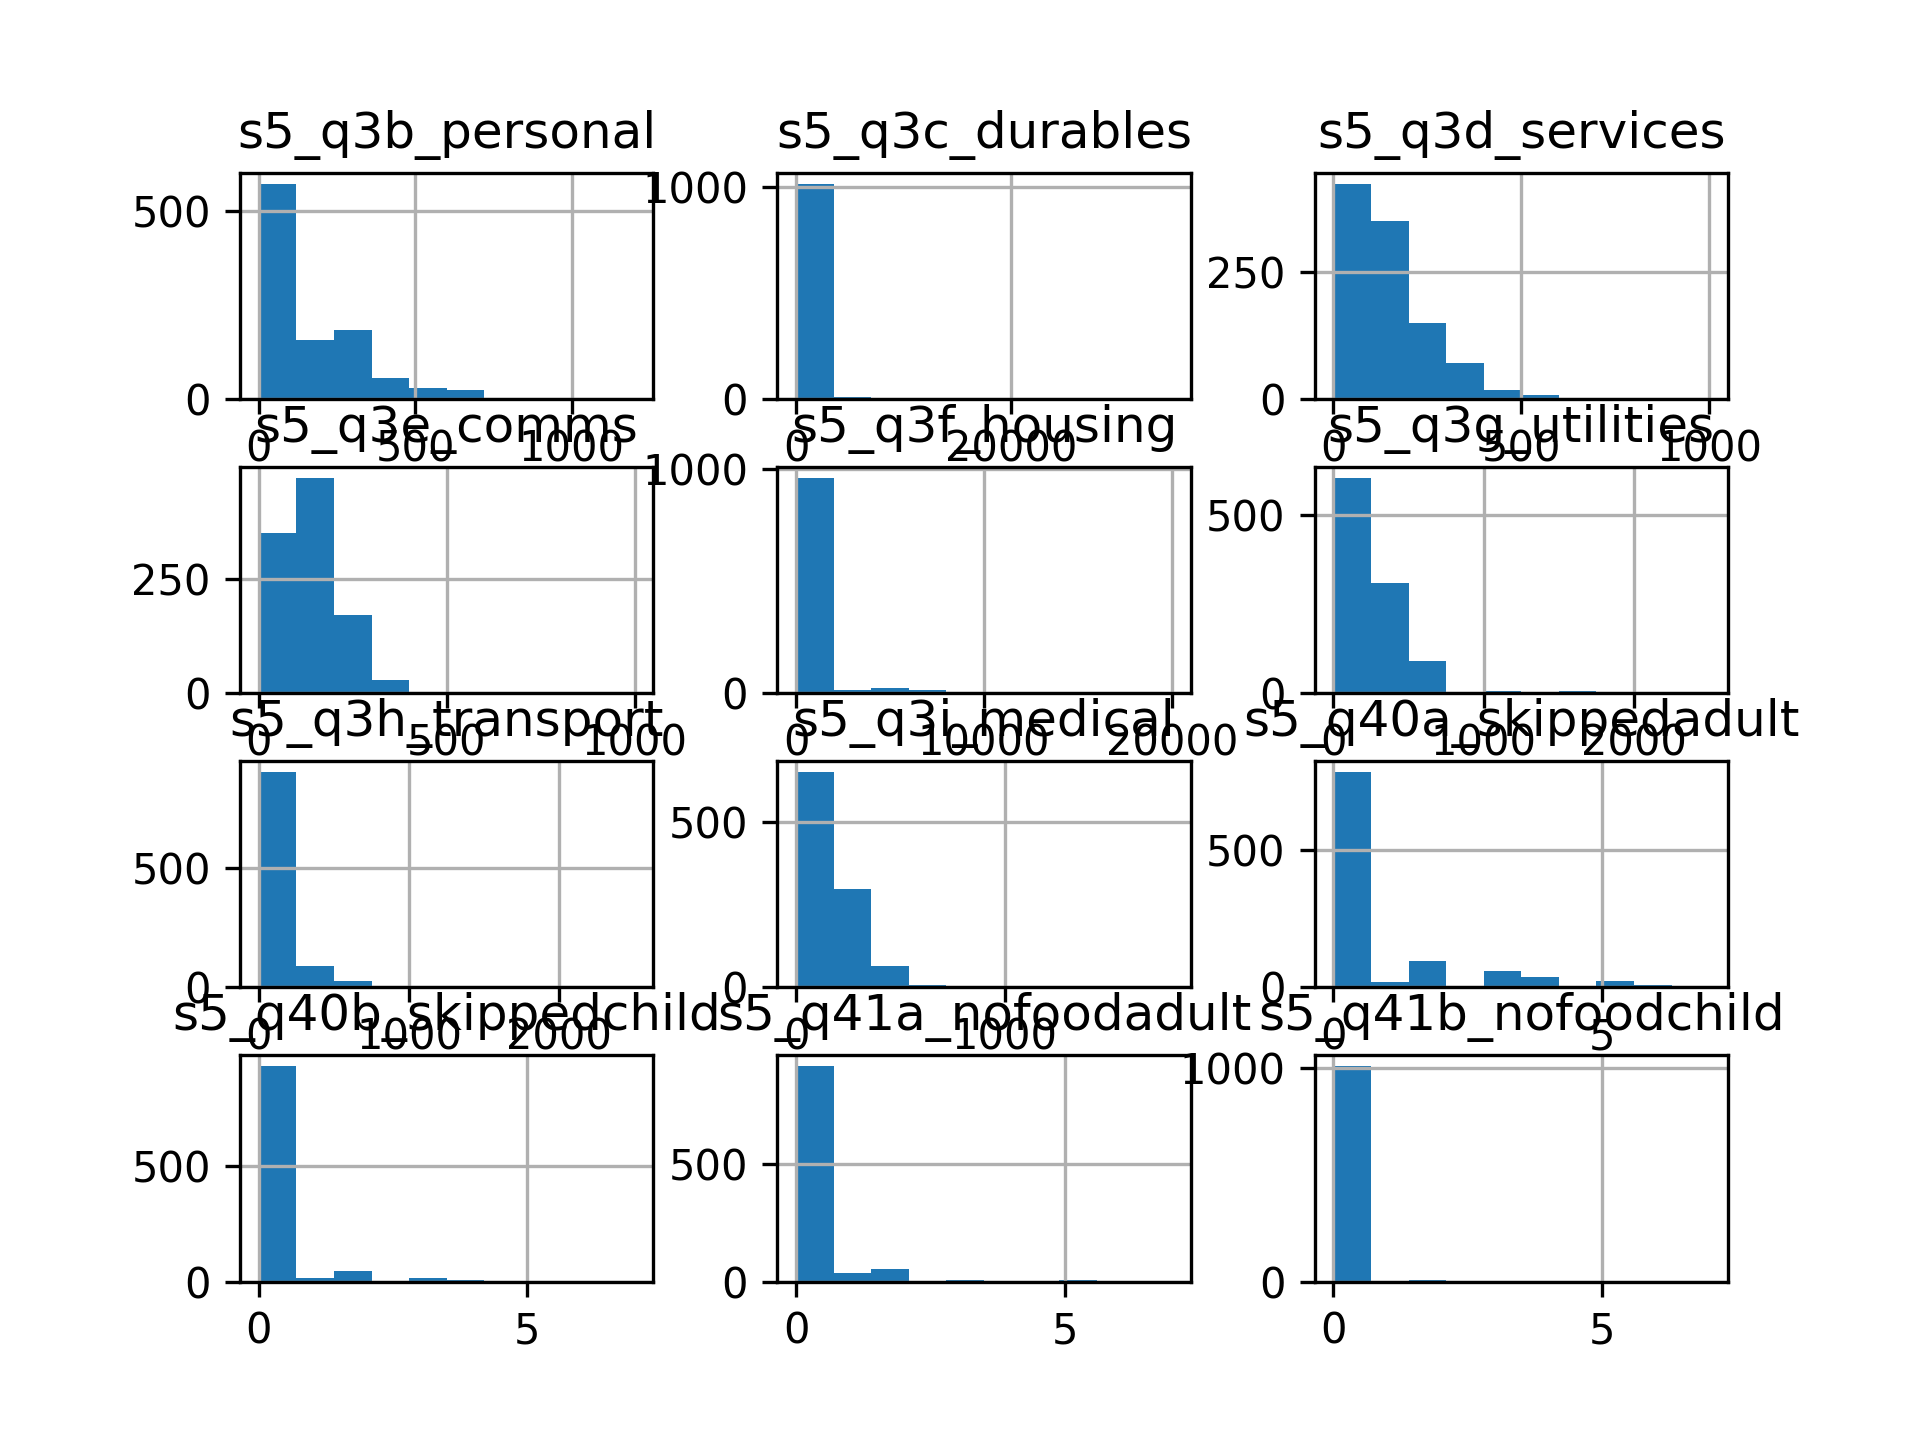 s5_q3b_personal s5_q3c_durables s5_q3d_services
500 1000 250
0 0 0
0 500 1000 0 20000 0 500 1000
s5_q3e_comms s5_q3f_housing s5_q3g_utilities
250 1000 500
0 0 0
0 500 1000 0 10000 20000 0 1000 2000
s5_q3h_transport s5_q3i_medical s5_q40a_skippedadult
500 500 500
0 0 0
0 1000 2000 0 1000 0 5
s5_q40b_skippedchild s5_q41a_nofoodadult s5_q41b_nofoodchild
500 500 1000
0 0 0
0 5 0 5 0 5